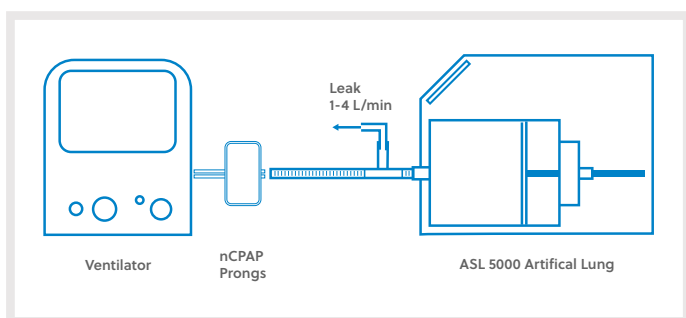 Leak
1-4 L/min
Ventilator
nCPAP
Prongs
ASL 5000 Artifical Lung